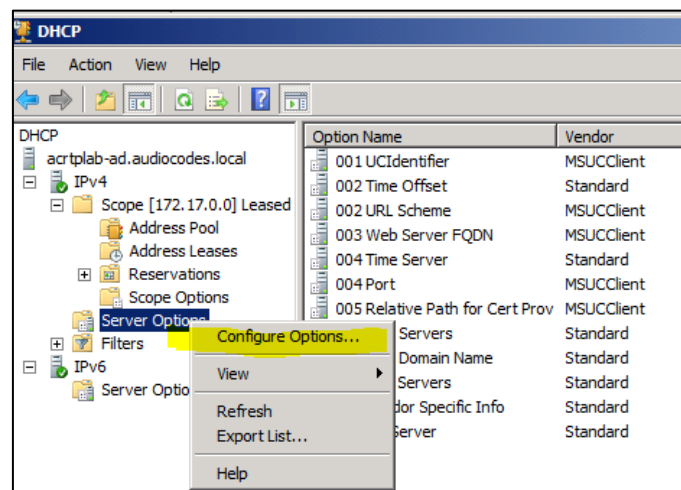 DHCP
File Action View Help
DHCP
acrtplab-ad.audiocodes.local
IPv4
Scope [172.17.0.0] Leased
Address Pool
Address Leases
Reservations
Scope Options
Server Options
Filters
IPv6
Server Optio
Option Name Vendor
001 UCIdentifier MSUCClient
002 Time Offset Standard
002 URL Scheme MSUCClient
003 Web Server FQDN MSUCClient
004 Time Server Standard
004 Port MSUCClient
005 Relative Path for Cert Prov MSUCClient
Servers Standard
Domain Name Standard
Servers Standard
dor Specific Info Standard
Server Standard
Configure Options...
View
Refresh
Export List...
Help